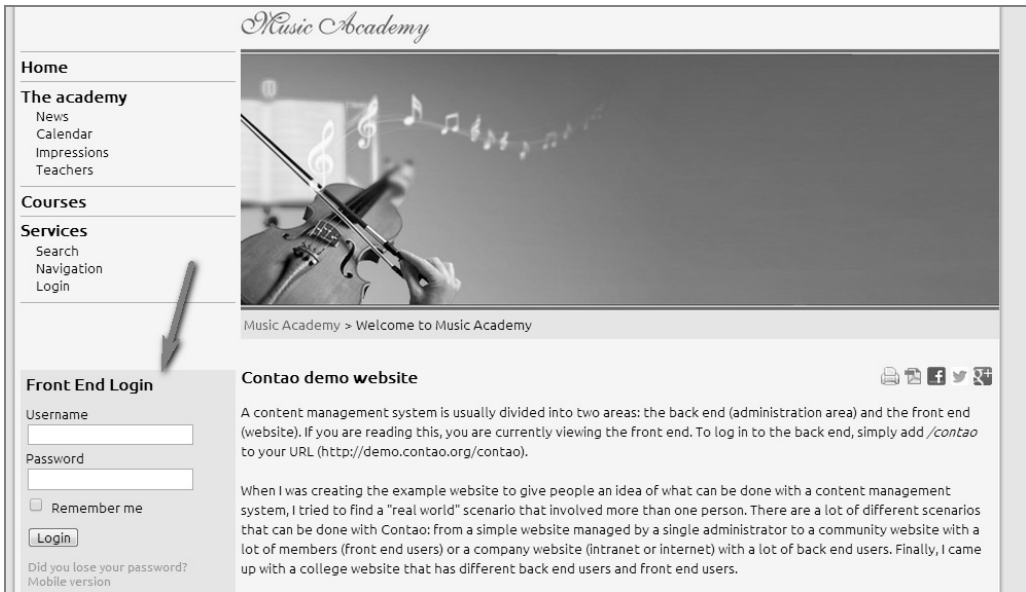 Music Academy
Home
The academy
News
Calendar
Impressions
Teachers
Courses
Services
Search
Navigation
Login
Music Academy > Welcome to Music Academy
Front End Login
Username
Password
Remember me
Login
Did you lose your password?
Mobile version
Contao demo website
A content management system is usually divided into two areas: the back end (administration area) and the front end
(website). If you are reading this, you are currently viewing the front end. To log in to the back end, simply add /contao
to your URL (http://demo.contao.org/contao).
When I was creating the example website to give people an idea of what can be done with a content management
system, I tried to find a "real world" scenario that involved more than one person. There are a lot of different scenarios
that can be done with Contao: from a simple website managed by a single administrator to a community website with a
lot of members (front end users) or a company website (intranet or internet) with a lot of back end users. Finally, I came
up with a college website that has different back end users and front end users.